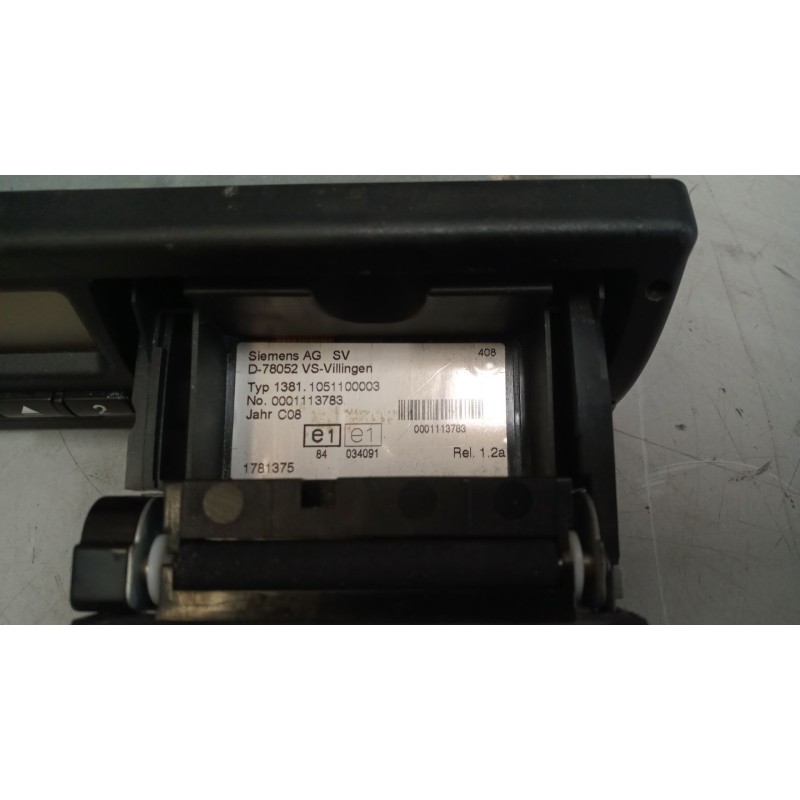 Siemens AG SV 408
D-78052 VS-Villingen
Typ 1381.1051100003
No. 0001113783
Jahr C08
0001113783
e1 e1
84 034091 Rel. 1.2a
1781375